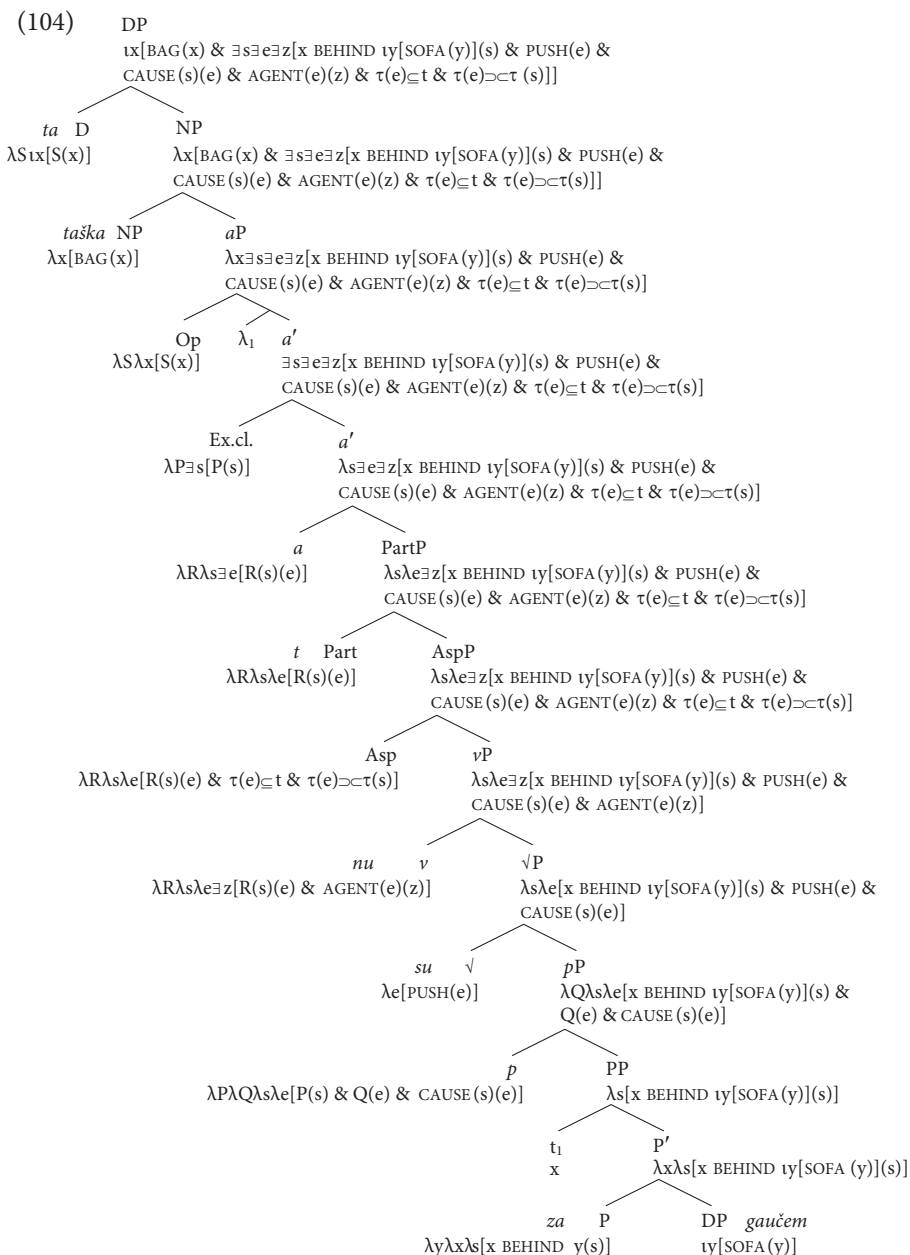 (104) DP
ιx[BAG(x) & ∃s∃e∃z[x BEHIND ιy[SOFA(y)](s) & PUSH(e) &
CAUSE(s)(e) & AGENT(e)(z) & τ(e)⊆t & τ(e)⊃⊂τ (s)]]
ta D NP
λSιx[S(x)] λx[BAG(x) & ∃s∃e∃z[x BEHIND ιy[SOFA(y)](s) & PUSH(e) &
CAUSE(s)(e) & AGENT(e)(z) & τ(e)⊆t & τ(e)⊃⊂τ(s)]]
taška NP aP
λx[BAG(x)] λx∃s∃e∃z[x BEHIND ιy[SOFA(y)](s) & PUSH(e) &
CAUSE(s)(e) & AGENT(e)(z) & τ(e)⊆t & τ(e)⊃⊂τ(s)]
Op λ₁ a′
λSλx[S(x)] ∃s∃e∃z[x BEHIND ιy[SOFA(y)](s) & PUSH(e) &
CAUSE(s)(e) & AGENT(e)(z) & τ(e)⊆t & τ(e)⊃⊂τ(s)]
Ex.cl. a′
λP∃s[P(s)] λs∃e∃z[x BEHIND ιy[SOFA(y)](s) & PUSH(e) &
CAUSE(s)(e) & AGENT(e)(z) & τ(e)⊆t & τ(e)⊃⊂τ(s)]
a PartP
λRλs∃e[R(s)(e)] λsλe∃z[x BEHIND ιy[SOFA(y)](s) & PUSH(e) &
CAUSE(s)(e) & AGENT(e)(z) & τ(e)⊆t & τ(e)⊃⊂τ(s)]
t Part AspP
λRλsλe[R(s)(e)] λsλe∃z[x BEHIND ιy[SOFA(y)](s) & PUSH(e) &
CAUSE(s)(e) & AGENT(e)(z) & τ(e)⊆t & τ(e)⊃⊂τ(s)]
Asp vP
λRλsλe[R(s)(e) & τ(e)⊆t & τ(e)⊃⊂τ(s)] λsλe∃z[x BEHIND ιy[SOFA(y)](s) & PUSH(e) &
CAUSE(s)(e) & AGENT(e)(z)]
nu v √P
λRλsλe∃z[R(s)(e) & AGENT(e)(z)] λsλe[x BEHIND ιy[SOFA(y)](s) & PUSH(e) &
CAUSE(s)(e)]
su √ pP
λe[PUSH(e)] λQλsλe[x BEHIND ιy[SOFA(y)](s) &
Q(e) & CAUSE(s)(e)]
p PP
λPλQλsλe[P(s) & Q(e) & CAUSE(s)(e)] λs[x BEHIND ιy[SOFA(y)](s)]
t₁ P′
x λxλs[x BEHIND ιy[SOFA (y)](s)]
za P DP gaučem
λyλxλs[x BEHIND y(s)] ιy[SOFA(y)]